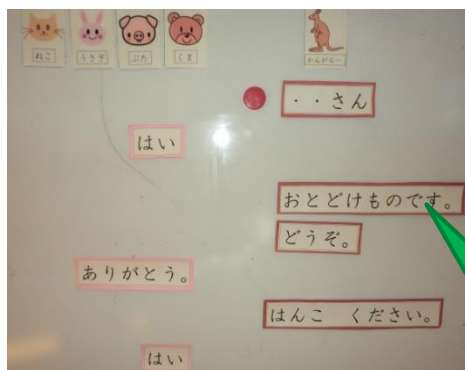 ねこ
うさぎ
ぶた
くま
かんがるー
・・さん
はい
おとどけものです。
どうぞ。
ありがとう。
はんこ ください。
はい